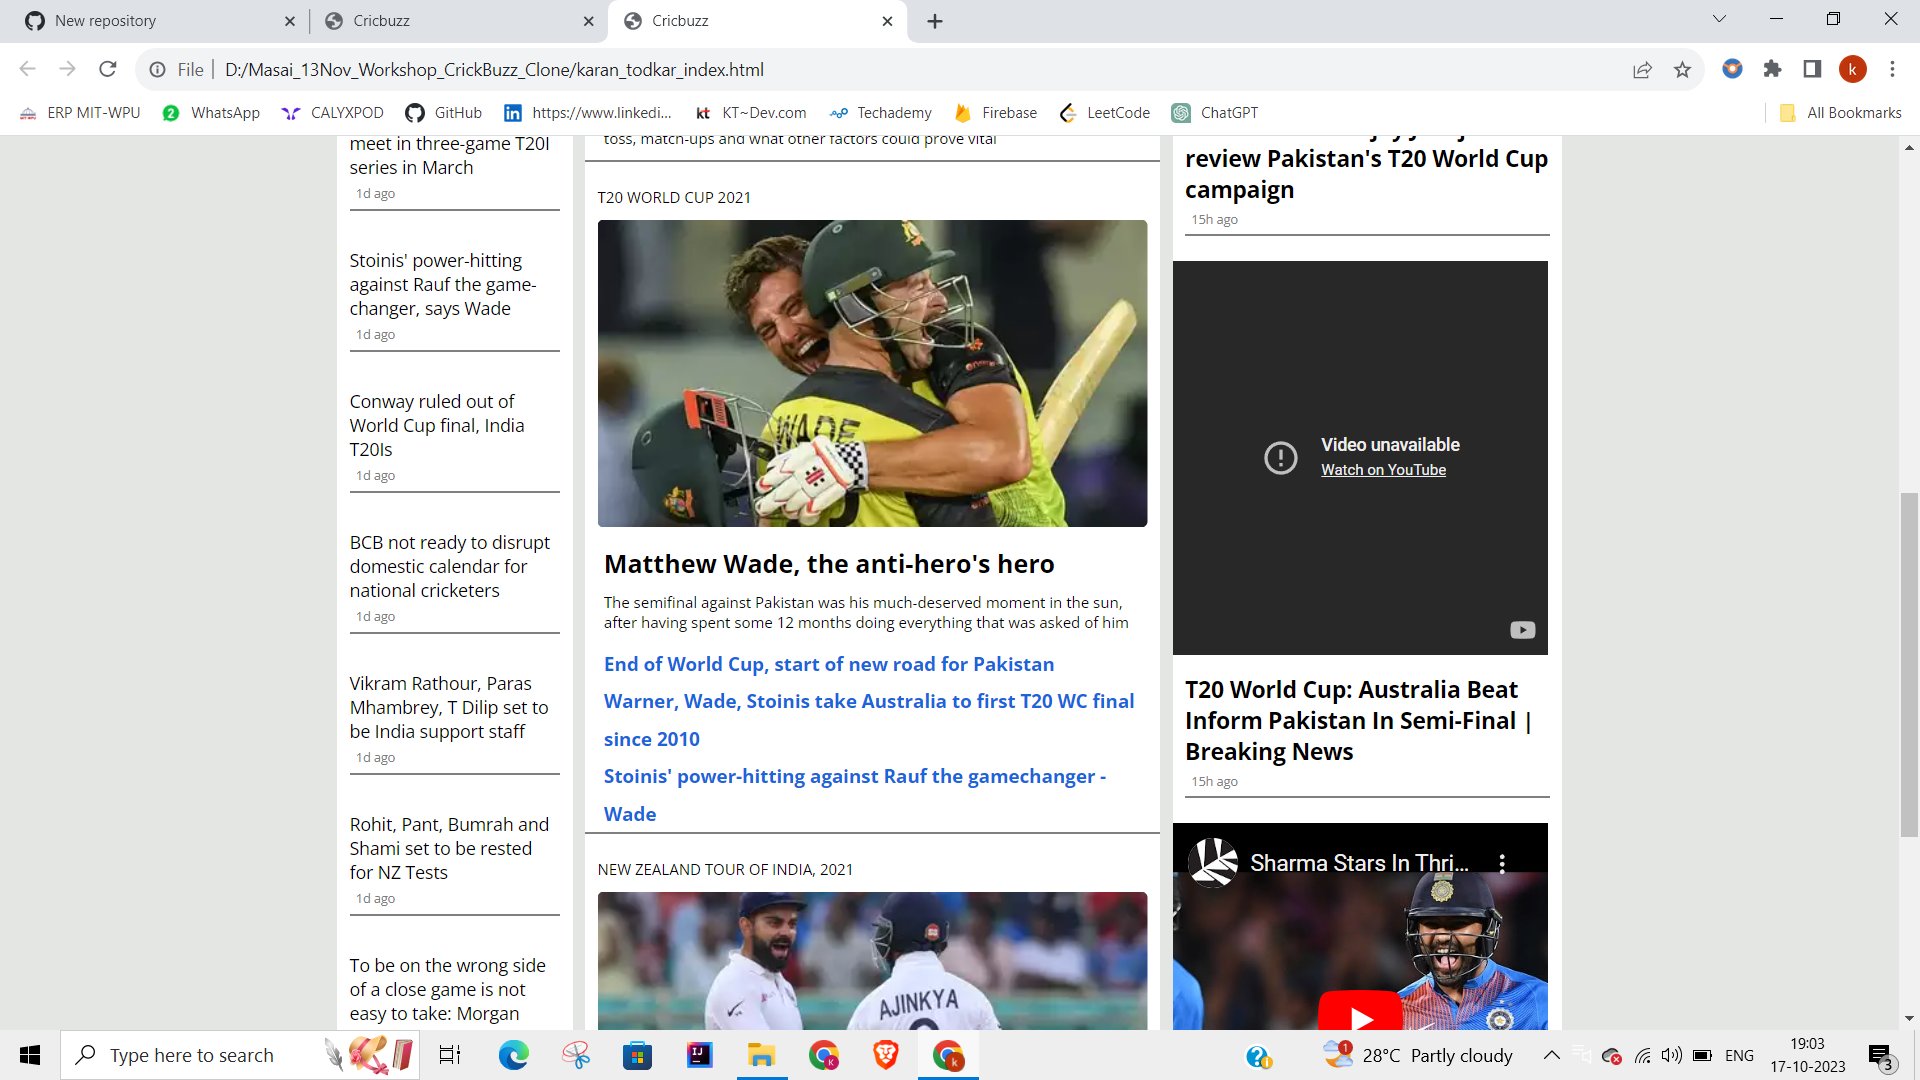 New repository
Cricbuzz
Cricbuzz
File
D:/Masai_13Nov_Workshop_CrickBuzz_Clone/karan_todkar_index.html
k
ERP MIT-WPU
2
WhatsApp
CALYXPOD
GitHub
in
https://www.linkedi...
kt
KT~Dev.com
Techademy
Firebase
LeetCode
ChatGPT
All Bookmarks
meet in three-game T20I
series in March
1d ago
Stoinis' power-hitting
against Rauf the game-
changer, says Wade
1d ago
Conway ruled out of
World Cup final, India
T20Is
1d ago
BCB not ready to disrupt
domestic calendar for
national cricketers
1d ago
Vikram Rathour, Paras
Mhambrey, T Dilip set to
be India support staff
1d ago
Rohit, Pant, Bumrah and
Shami set to be rested
for NZ Tests
1d ago
To be on the wrong side
of a close game is not
easy to take: Morgan
toss, match-ups and what other factors could prove vital
T20 WORLD CUP 2021
WADE
Matthew Wade, the anti-hero's hero
The semifinal against Pakistan was his much-deserved moment in the sun,
after having spent some 12 months doing everything that was asked of him
End of World Cup, start of new road for Pakistan
Warner, Wade, Stoinis take Australia to first T20 WC final
since 2010
Stoinis' power-hitting against Rauf the gamechanger -
Wade
NEW ZEALAND TOUR OF INDIA, 2021
AJINKYA
review Pakistan's T20 World Cup
campaign
15h ago
Video unavailable
Watch on YouTube
T20 World Cup: Australia Beat
Inform Pakistan In Semi-Final |
Breaking News
15h ago
Sharma Stars In Thri...
Type here to search
IJ
K
k
1
28°C Partly cloudy
ENG
19:03
17-10-2023
3